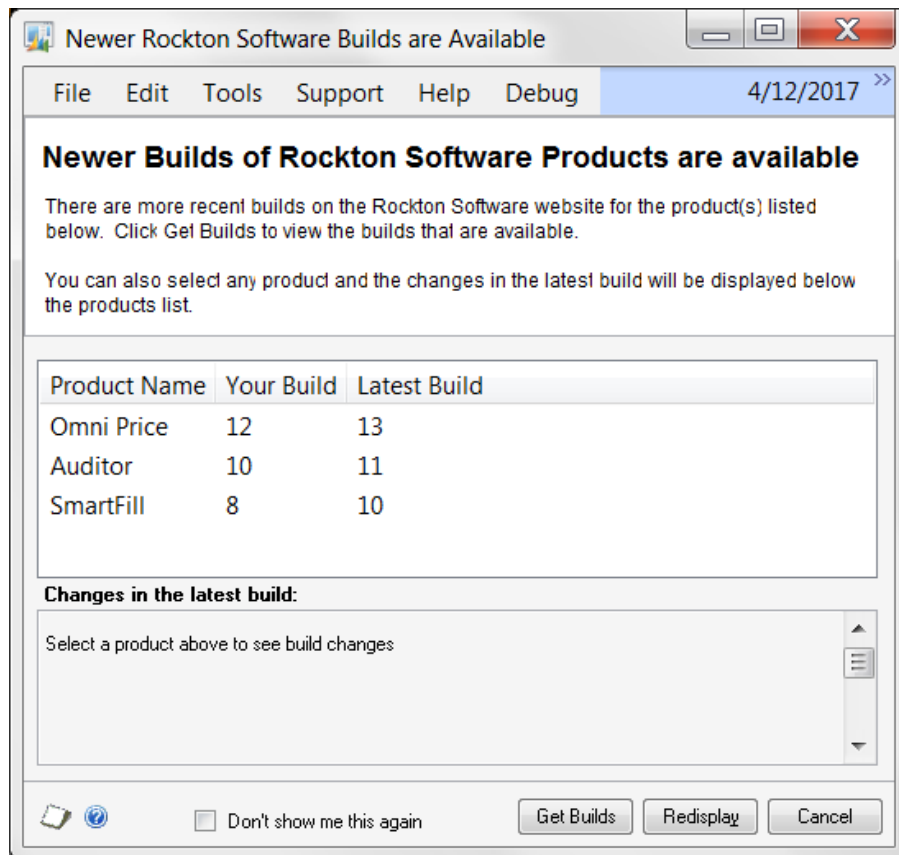 Newer Rockton Software Builds are Available
File Edit Tools Support Help Debug 4/12/2017 »
Newer Builds of Rockton Software Products are available
There are more recent builds on the Rockton Software website for the product(s) listed
below. Click Get Builds to view the builds that are available.
You can also select any product and the changes in the latest build will be displayed below
the products list.
Product Name Your Build Latest Build
Omni Price 12 13
Auditor 10 11
SmartFill 8 10
Changes in the latest build:
Select a product above to see build changes
Don't show me this again Get Builds Redisplay Cancel